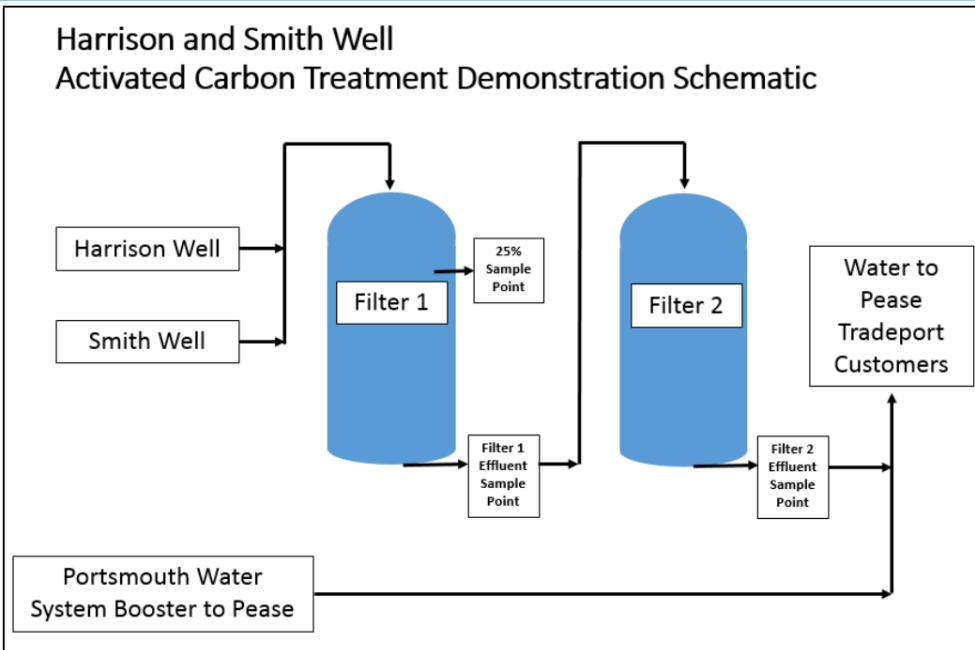 Harrison and Smith Well
Activated Carbon Treatment Demonstration Schematic
Harrison Well
Smith Well
Filter 1
25%
Sample
Point
Filter 1
Effluent
Sample
Point
Filter 2
Filter 2
Effluent
Sample
Point
Water to
Pease
Tradeport
Customers
Portsmouth Water
System Booster to Pease